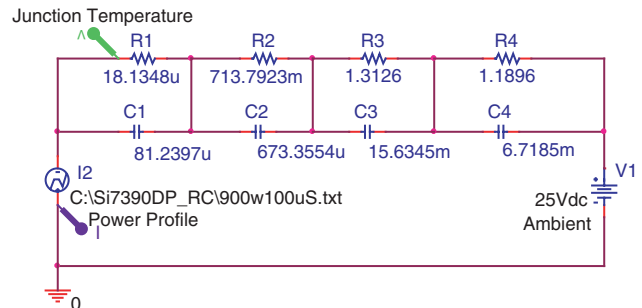 Junction Temperature
R1
R2
R3
R4
18.1348u
713.7923m
1.3126
1.1896
C1
C2
C3
C4
81.2397u
673.3554u
15.6345m
6.7185m
I2
V1
C:\Si7390DP_RC\900w100uS.txt
25Vdc
Power Profile
Ambient
I
0